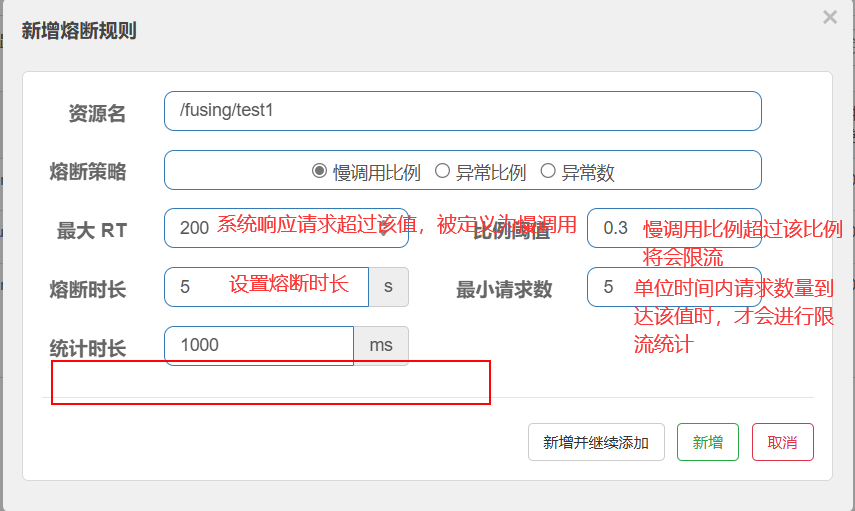 新增熔断规则
×
资源名 /fusing/test1
熔断策略 慢调用比例 异常比例 异常数
最大 RT 200 系统响应请求超过该值，被定义为慢调用
比例阈值 0.3 慢调用比例超过该比例
将会限流
熔断时长 5 设置熔断时长 s
最小请求数 5 单位时间内请求数量到
达该值时，才会进行限
流统计
统计时长 1000 ms
新增并继续添加 新增 取消